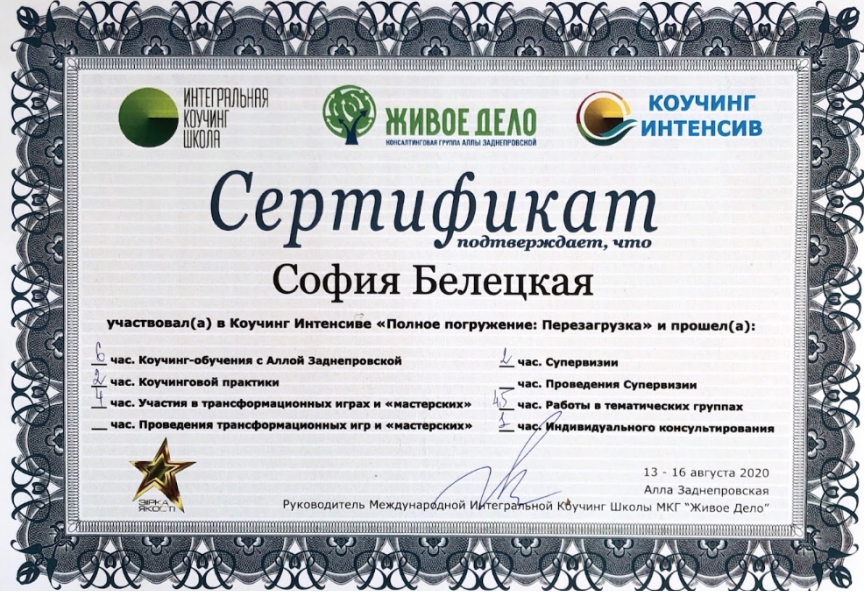 ИНТЕГРАЛЬНАЯ
КОУЧИНГ
ШКОЛА
ЖИВОЕ ДЕЛО
КОНСАЛТИНГОВАЯ ГРУППА АЛЛЫ ЗАДНЕПРОВСКОЙ
КОУЧИНГ
ИНТЕНСИВ
Сертификат
подтверждает, что
София Белецкая
участвовал(а) в Коучинг Интенсиве «Полное погружение: Перезагрузка» и прошел(а):
6 час. Коучинг-обучения с Аллой Заднепровской
2 час. Коучинговой практики
4 час. Участия в трансформационных играх и «мастерских»
__ час. Проведения трансформационных игр и «мастерских»
час. Супервизии
__ час. Проведения Супервизии
час. Работы в тематических группах
1 час. Индивидуального консультирования
ЗІРКА
ЯКОСТІ
13 - 16 августа 2020
Алла Заднепровская
Руководитель Международной Интегральной Коучинг Школы МКГ "Живое Дело"